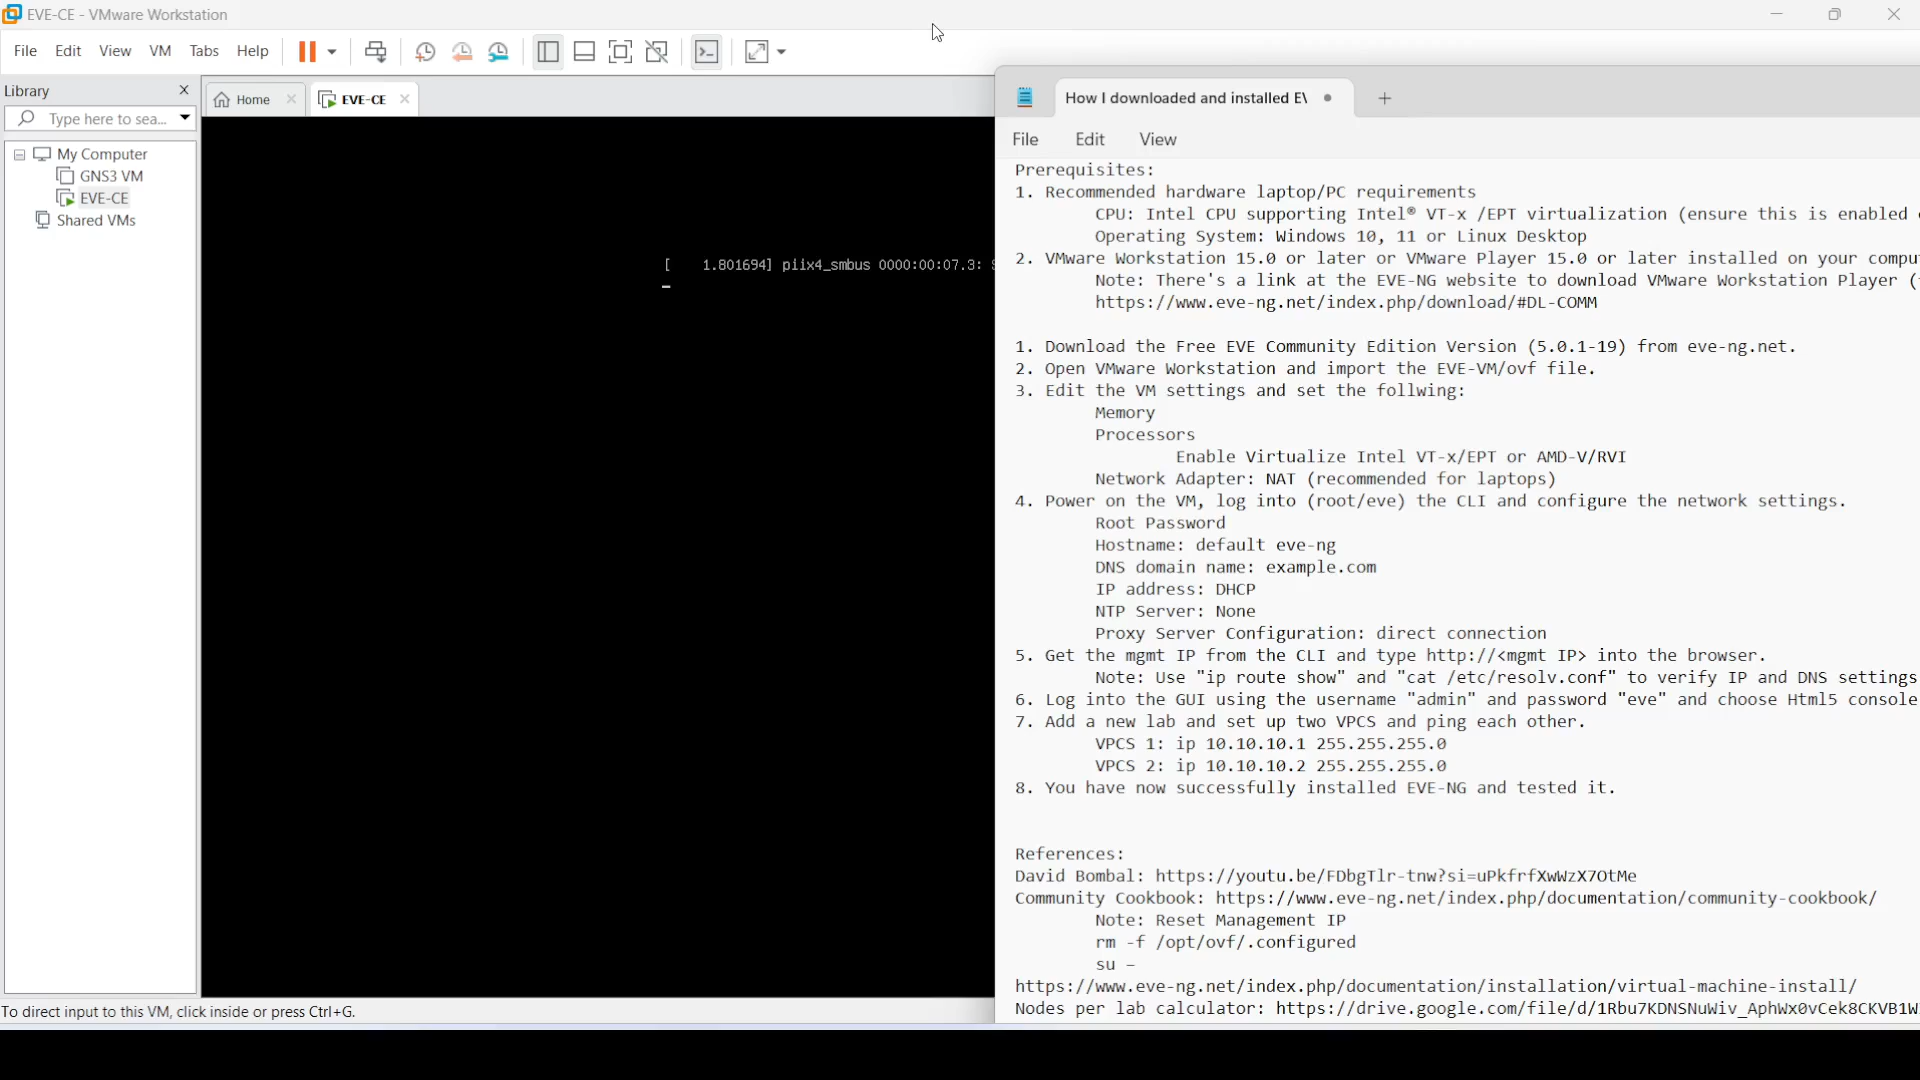 EVE-CE - VMware Workstation
File Edit View VM Tabs Help
Library
Home
EVE-CE
Type here to sea...
My Computer
GNS3 VM
EVE-CE
Shared VMs
[ 1.801694] piix4_smbus 0000:00:07.3:
To direct input to this VM, click inside or press Ctrl+G.
How I downloaded and installed
File Edit View
Prerequisites:
1. Recommended hardware laptop/PC requirements
CPU: Intel CPU supporting Intel® VT-x /EPT virtualization (ensure this is enabled
Operating System: Windows 10, 11 or Linux Desktop
2. VMware Workstation 15.0 or later or VMware Player 15.0 or later installed on your compu
Note: There's a link at the EVE-NG website to download VMware Workstation Player (
https://www.eve-ng.net/index.php/download/#DL-COMM
1. Download the Free EVE Community Edition Version (5.0.1-19) from eve-ng.net.
2. Open VMware Workstation and import the EVE-VM/ovf file.
3. Edit the VM settings and set the follwing:
Memory
Processors
Enable Virtualize Intel VT-x/EPT or AMD-V/RVI
Network Adapter: NAT (recommended for laptops)
4. Power on the VM, log into (root/eve) the CLI and configure the network settings.
Root Password
Hostname: default eve-ng
DNS domain name: example.com
IP address: DHCP
NTP Server: None
Proxy Server Configuration: direct connection
5. Get the mgmt IP from the CLI and type http://<mgmt IP> into the browser.
Note: Use "ip route show" and "cat /etc/resolv.conf" to verify IP and DNS settings
6. Log into the GUI using the username "admin" and password "eve" and choose Html5 console
7. Add a new lab and set up two VPCS and ping each other.
VPCS 1: ip 10.10.10.1 255.255.255.0
VPCS 2: ip 10.10.10.2 255.255.255.0
8. You have now successfully installed EVE-NG and tested it.
References:
David Bombal: https://youtu.be/FDbgTlr-tnw?si=uPkfrfXwWzX7OtMe
Community Cookbook: https://www.eve-ng.net/index.php/documentation/community-cookbook/
Note: Reset Management IP
rm -f /opt/ovf/.configured
su -
https://www.eve-ng.net/index.php/documentation/installation/virtual-machine-install/
Nodes per lab calculator: https://drive.google.com/file/d/1Rbu7KDNSNuWiv_AphWx0vCek8CKVB1W